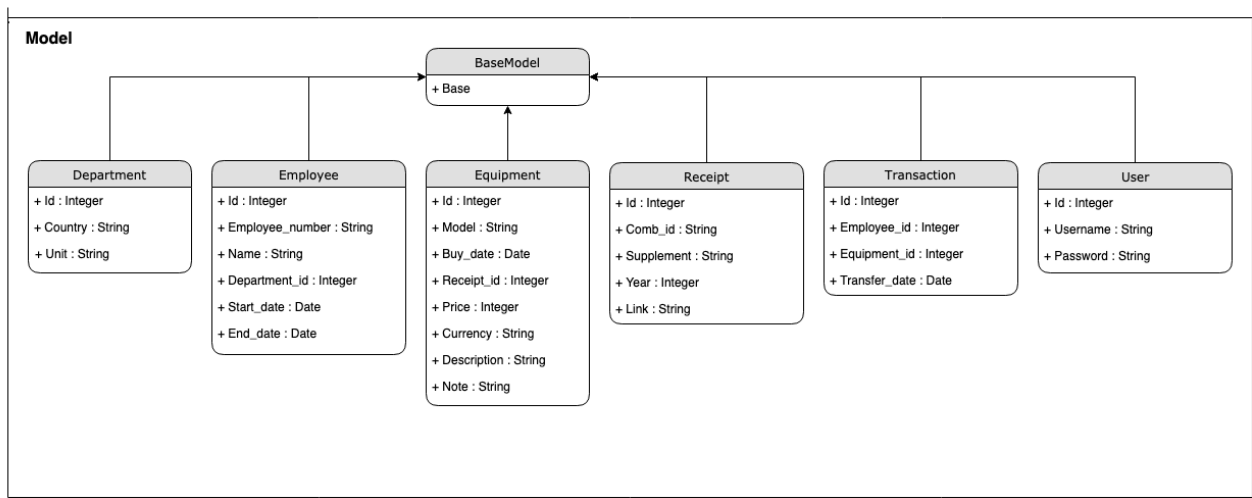 Model
BaseModel
+ Base
Department
+ Id : Integer
+ Country : String
+ Unit : String
Employee
+ Id : Integer
+ Employee_number : String
+ Name : String
+ Department_id : Integer
+ Start_date : Date
+ End_date : Date
Equipment
+ Id : Integer
+ Model : String
+ Buy_date : Date
+ Receipt_id : Integer
+ Price : Integer
+ Currency : String
+ Description : String
+ Note : String
Receipt
+ Id : Integer
+ Comb_id : String
+ Supplement : String
+ Year : Integer
+ Link : String
Transaction
+ Id : Integer
+ Employee_id : Integer
+ Equipment_id : Integer
+ Transfer_date : Date
User
+ Id : Integer
+ Username : String
+ Password : String